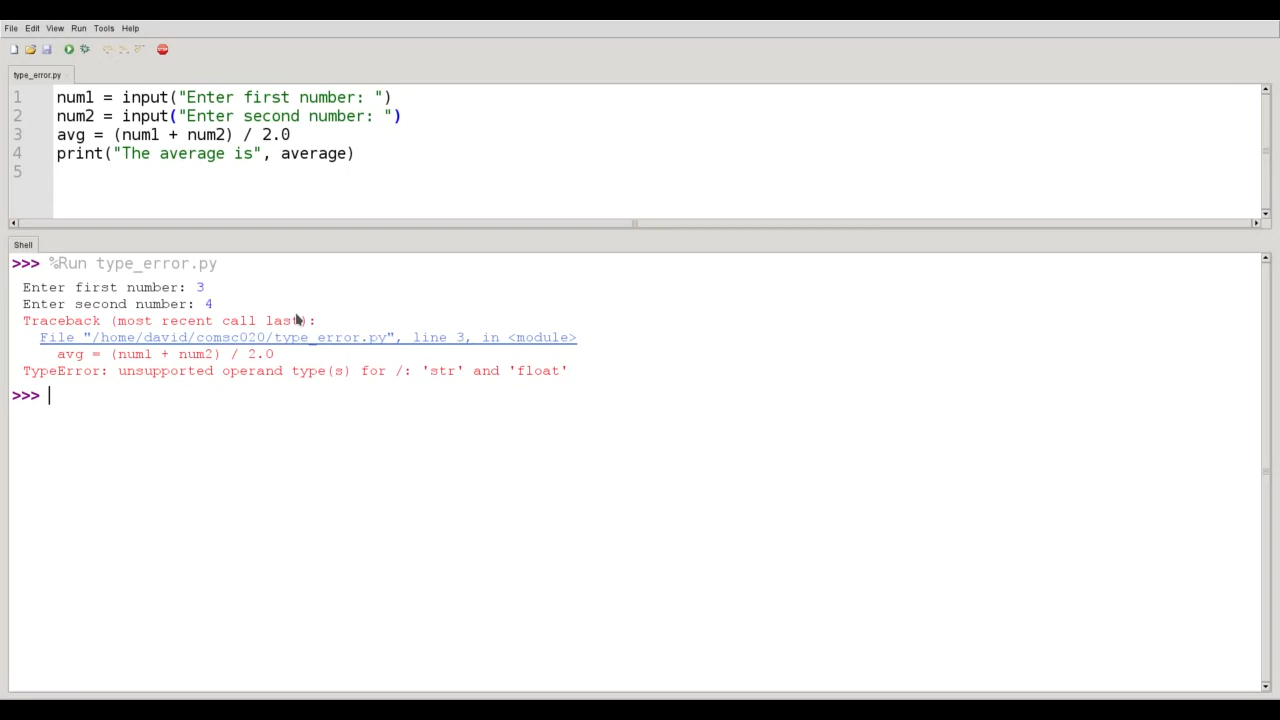 File Edit View Run Tools Help
STOP
type_error.py
1 num1 = input("Enter first number: ")
2 num2 = input("Enter second number: ")
3 avg = (num1 + num2) / 2.0
4 print("The average is", average)
5
Shell
>>> %Run type_error.py
Enter first number: 3
Enter second number: 4
Traceback (most recent call last):
File "/home/david/comsc020/type_error.py", line 3, in <module>
avg = (num1 + num2) / 2.0
TypeError: unsupported operand type(s) for /: 'str' and 'float'
>>>